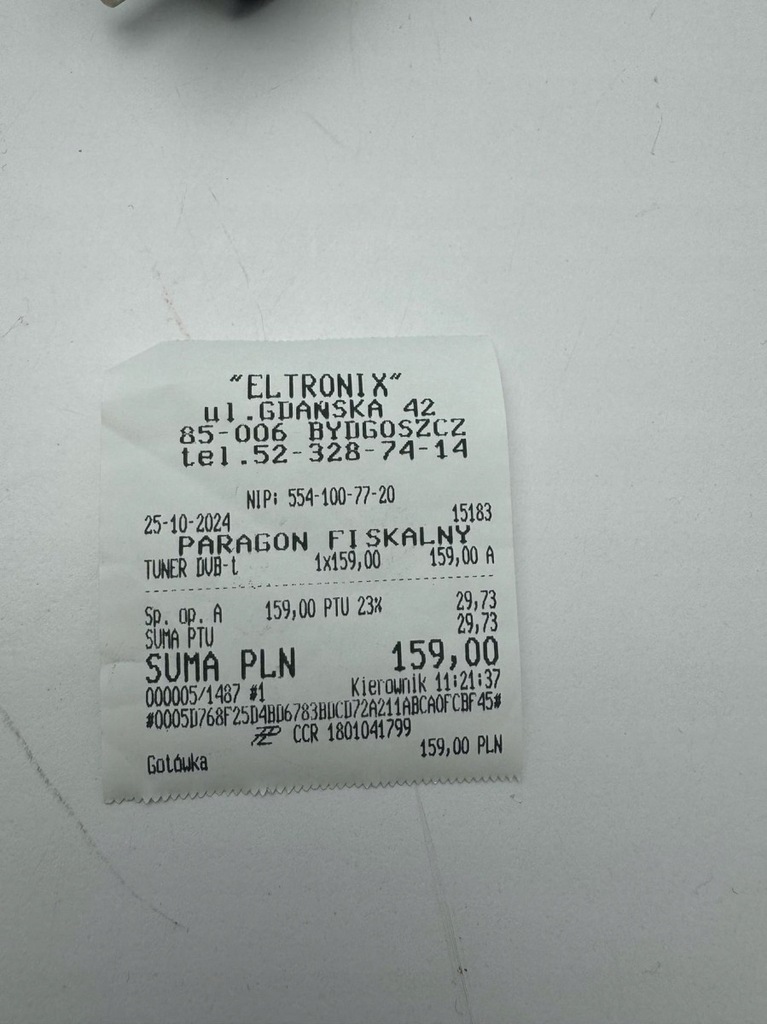 "ELTRONIX"
ul.GDAŃSKA 42
85-006 BYDGOSZCZ
tel.52-328-74-14
NIP: 554-100-77-20
25-10-2024 15183
PARAGON FISKALNY
TUNER DVB-t 1x159,00 159,00 A
Sp. op. A 159,00 PTU 23% 29,73
SUMA PTU 29,73
SUMA PLN 159,00
000005/1487 #1 Kierownik 11:21:37
#0005D768F25D4BD6783BDCD72A211ABCA0FCBF45#
CCR 1801041799
Gotówka 159,00 PLN